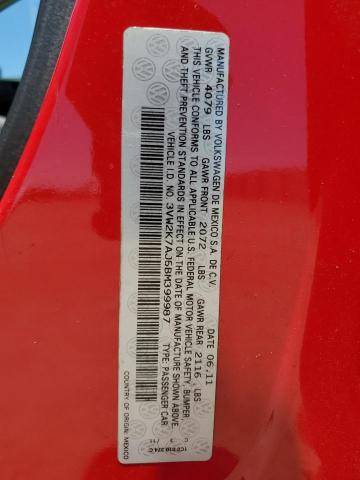 MANUFACTURED BY VOLKSWAGEN DE MEXICO S.A. DE C.V.
GVWR 4079 LBS GAWR FRONT 2072 LBS GAWR REAR 2116 LBS DATE 06.11
THIS VEHICLE CONFORMS TO ALL APPLICABLE U.S. FEDERAL MOTOR VEHICLE SAFETY, BUMPER,
AND THEFT PREVENTION STANDARDS IN EFFECT ON THE DATE OF MANUFACTURE SHOWN ABOVE.
VEHICLE I.D. NO. 3VW2K7AJ5BM399987 TYPE: PASSENGER CAR
COUNTRY OF ORIGIN: MEXICO